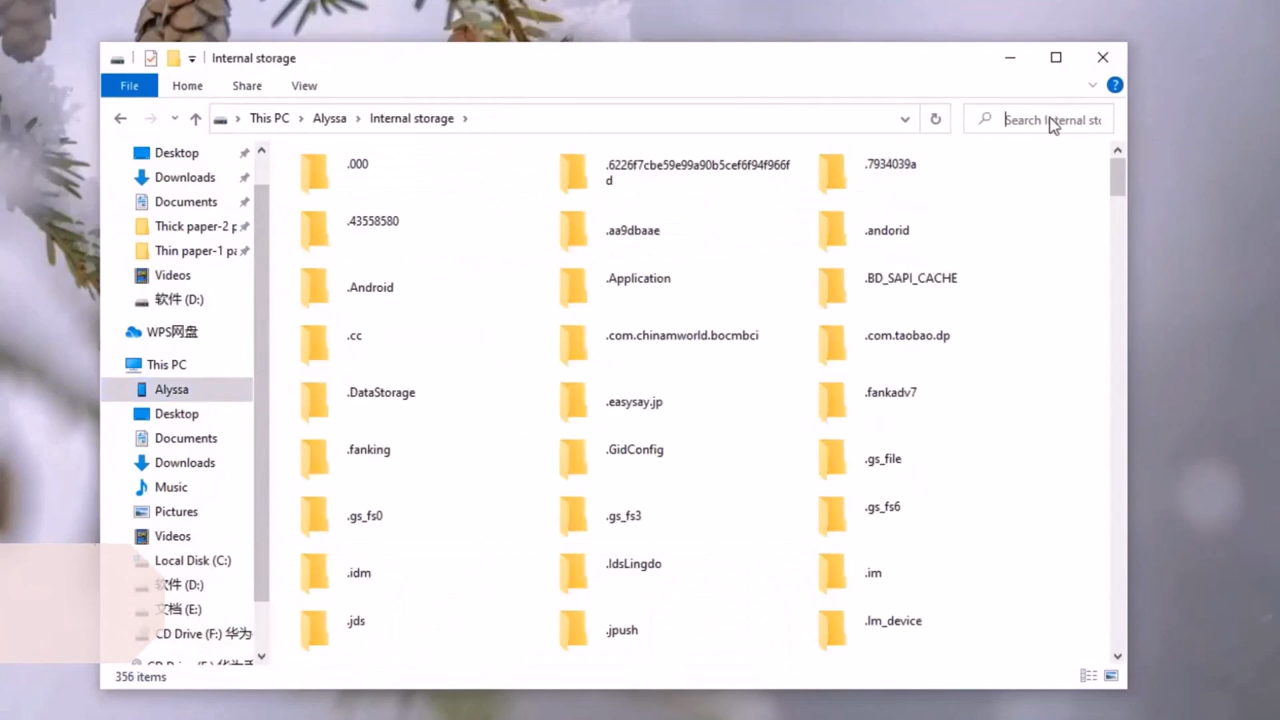 Internal storage
File Home Share View
This PC Alyssa Internal storage
Search Internal sto
Desktop
Downloads
Documents
Thick paper-2 p
Thin paper-1 pa
Videos
软件 (D:)
WPS网盘
This PC
Alyssa
Desktop
Documents
Downloads
Music
Pictures
Videos
Local Disk (C:)
软件 (D:)
文档 (E:)
CD Drive (F:) 华为
.000
.6226f7cbe59e99a90b5cef6f94f966f
d
.7934039a
.43558580
.aa9dbaae
.andorid
.Android
.Application
.BD_SAPI_CACHE
.cc
.com.chinamworld.bocmbci
.com.taobao.dp
.DataStorage
.easysay.jp
.fankadv7
.fanking
.GidConfig
.gs_file
.gs_fs0
.gs_fs3
.gs_fs6
.idm
.IdsLingdo
.im
.jds
.jpush
.lm_device
356 items